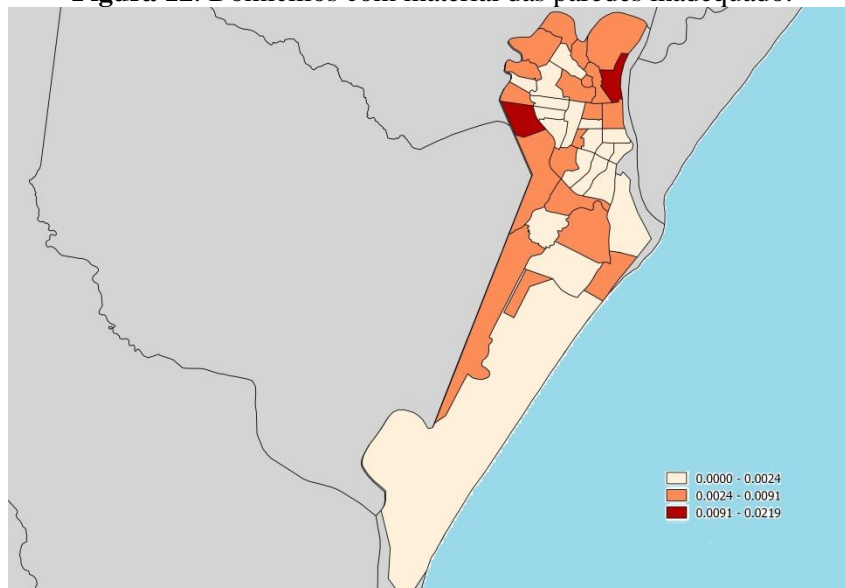 Figura Domicílios com material das paredes inadequado.
0.0000 - 0.0024
0.0024 - 0.0091
0.0091 - 0.0219